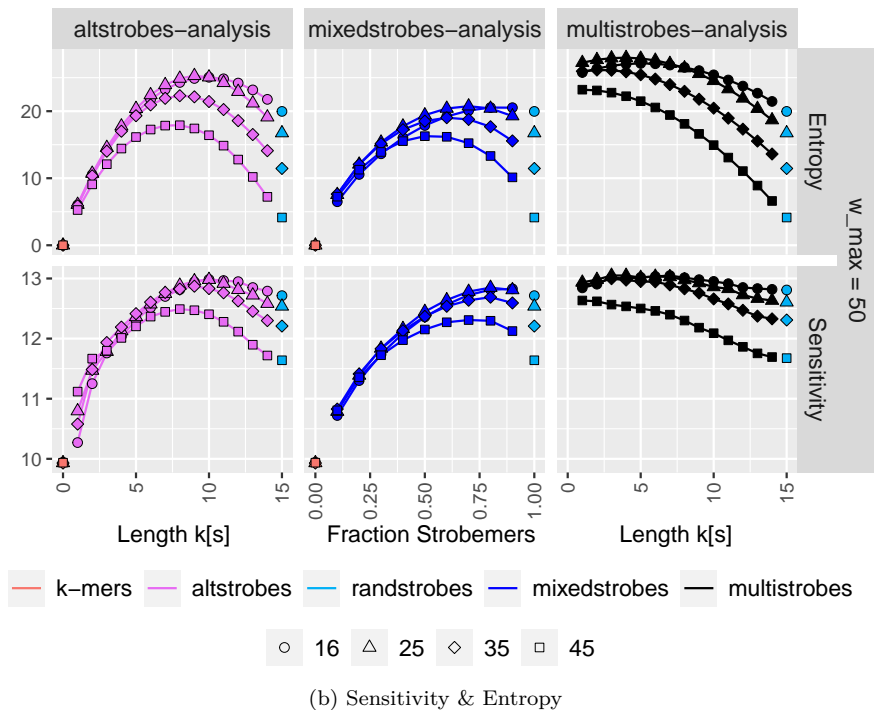 altstrobes−analysis mixedstrobes−analysis multistrobes−analysis
20
10
0
Entropy
13
12
11
10
Sensitivity
w_max = 50
0 5 10 15 0.00 0.25 0.50 0.75 1.00 0 5 10 15
Length k[s] Fraction Strobemers Length k[s]
k−mers altstrobes randstrobes mixedstrobes multistrobes
16 25 35 45
(b) Sensitivity & Entropy